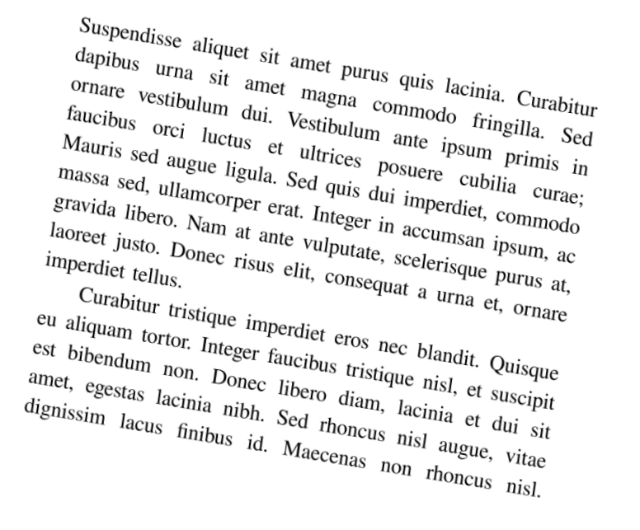 Suspendisse aliquet sit amet purus quis lacinia. Curabitur
dapibus urna sit amet magna commodo fringilla. Sed
ornare vestibulum dui. Vestibulum ante ipsum primis in
faucibus orci luctus et ultrices posuere cubilia curae;
Mauris sed augue ligula. Sed quis dui imperdiet, commodo
massa sed, ullamcorper erat. Integer in accumsan ipsum, ac
gravida libero. Nam at ante vulputate, scelerisque purus at,
laoreet justo. Donec risus elit, consequat a urna et, ornare
imperdiet tellus.
Curabitur tristique imperdiet eros nec blandit. Quisque
eu aliquam tortor. Integer faucibus tristique nisl, et suscipit
est bibendum non. Donec libero diam, lacinia et dui sit
amet, egestas lacinia nibh. Sed rhoncus nisl augue, vitae
dignissim lacus finibus id. Maecenas non rhoncus nisl.